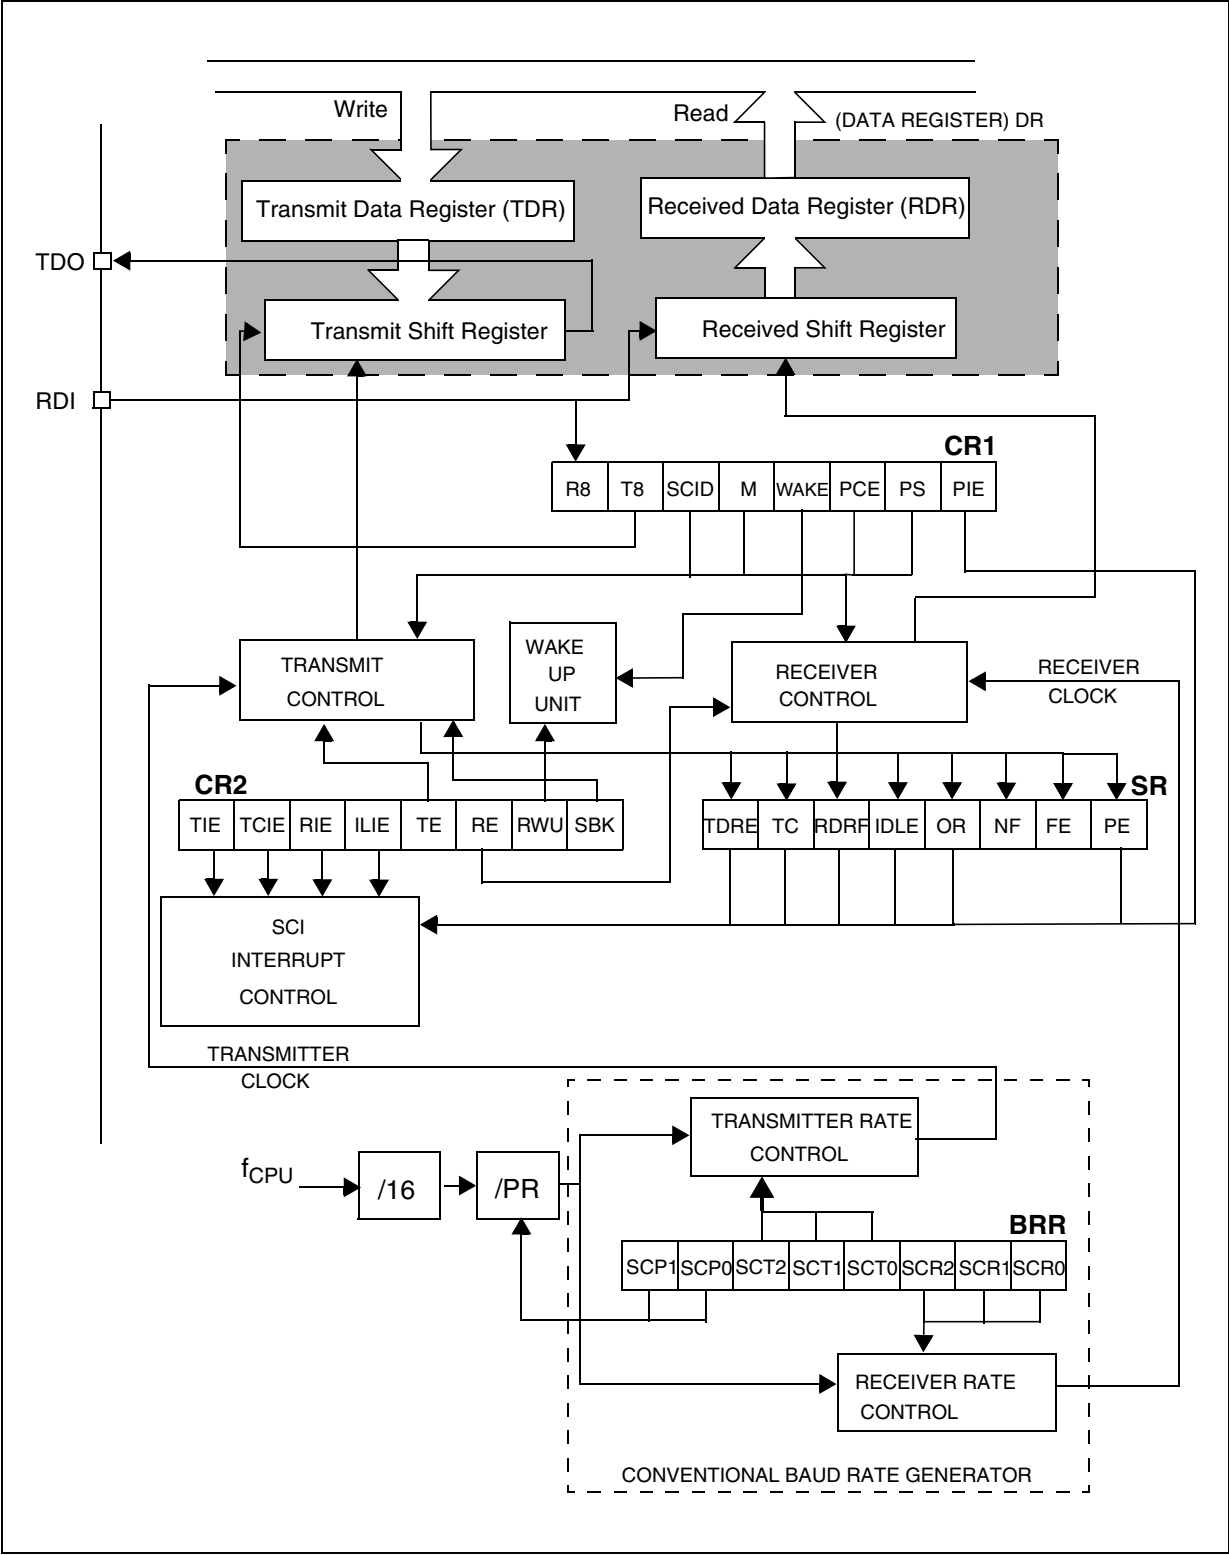 Write
Read
(DATA REGISTER) DR
Transmit Data Register (TDR)
Received Data Register (RDR)
TDO
Transmit Shift Register
Received Shift Register
RDI
CR1
R8 T8 SCID M WAKE PCE PS PIE
TRANSMIT
CONTROL
WAKE
UP
UNIT
RECEIVER
CONTROL
RECEIVER
CLOCK
CR2
TIE TCIE RIE ILIE TE RE RWU SBK
SR
TDRE TC RDRF IDLE OR NF FE PE
SCI
INTERRUPT
CONTROL
TRANSMITTER
CLOCK
TRANSMITTER RATE
CONTROL
fCPU
/16
/PR
BRR
SCP1 SCP0 SCT2 SCT1 SCT0 SCR2 SCR1 SCR0
RECEIVER RATE
CONTROL
CONVENTIONAL BAUD RATE GENERATOR